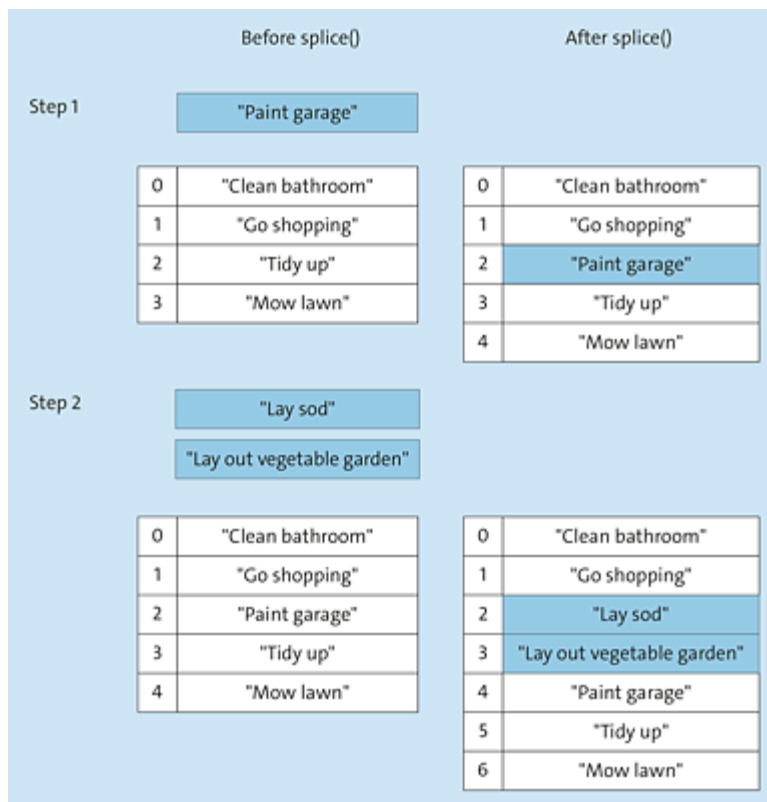 Before splice() After splice()
Step 1
"Paint garage"
0 "Clean bathroom" 0 "Clean bathroom"
1 "Go shopping" 1 "Go shopping"
2 "Tidy up" 2 "Paint garage"
3 "Mow lawn" 3 "Tidy up"
4 "Mow lawn"
Step 2
"Lay sod"
"Lay out vegetable garden"
0 "Clean bathroom" 0 "Clean bathroom"
1 "Go shopping" 1 "Go shopping"
2 "Paint garage" 2 "Lay sod"
3 "Tidy up" 3 "Lay out vegetable garden"
4 "Mow lawn" 4 "Paint garage"
5 "Tidy up"
6 "Mow lawn"